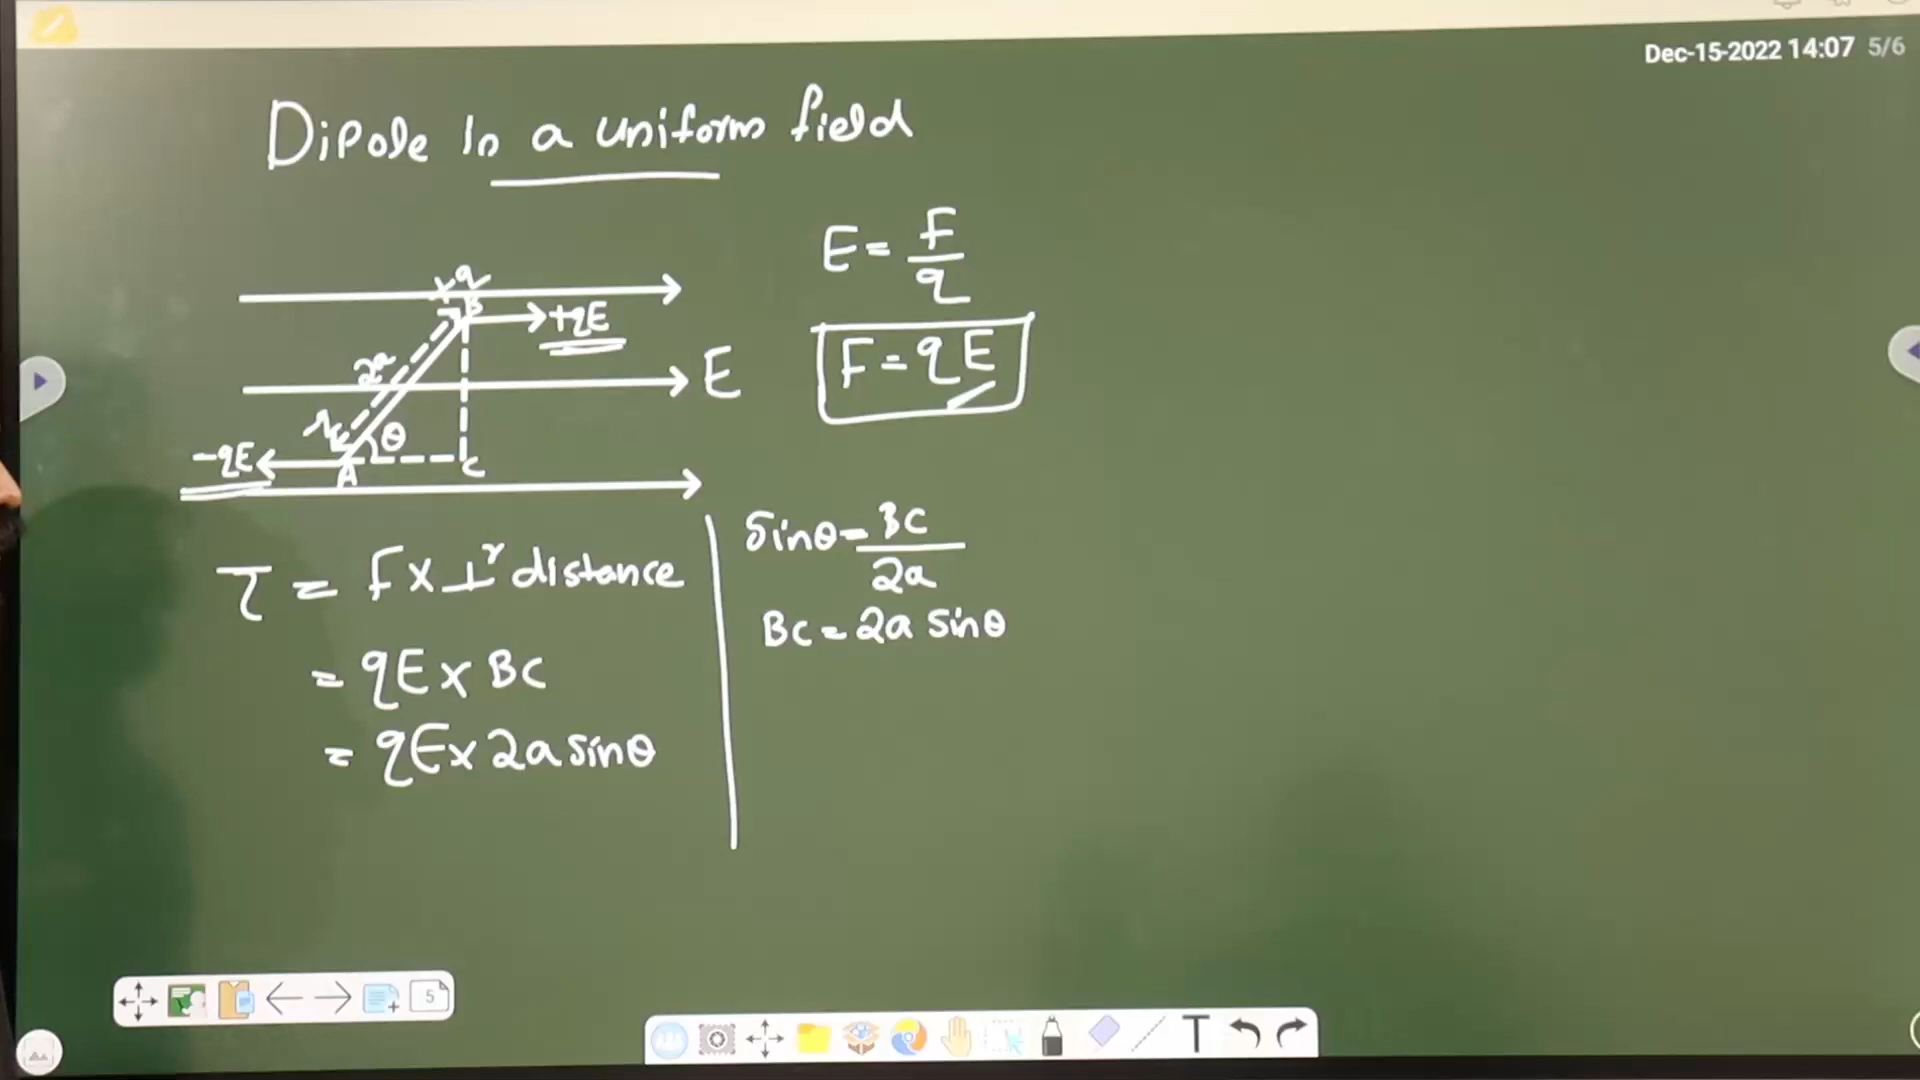 Dec-15-2022 14:07 5/6
Dipole In a uniform field
E = F/q
+q
B
+qE
2a
E
F = qE
θ
-qE
A
C
τ = F x ⊥r distance
= qE x BC
= qE x 2a sinθ
Sinθ = BC/2a
BC = 2a sinθ
5
T